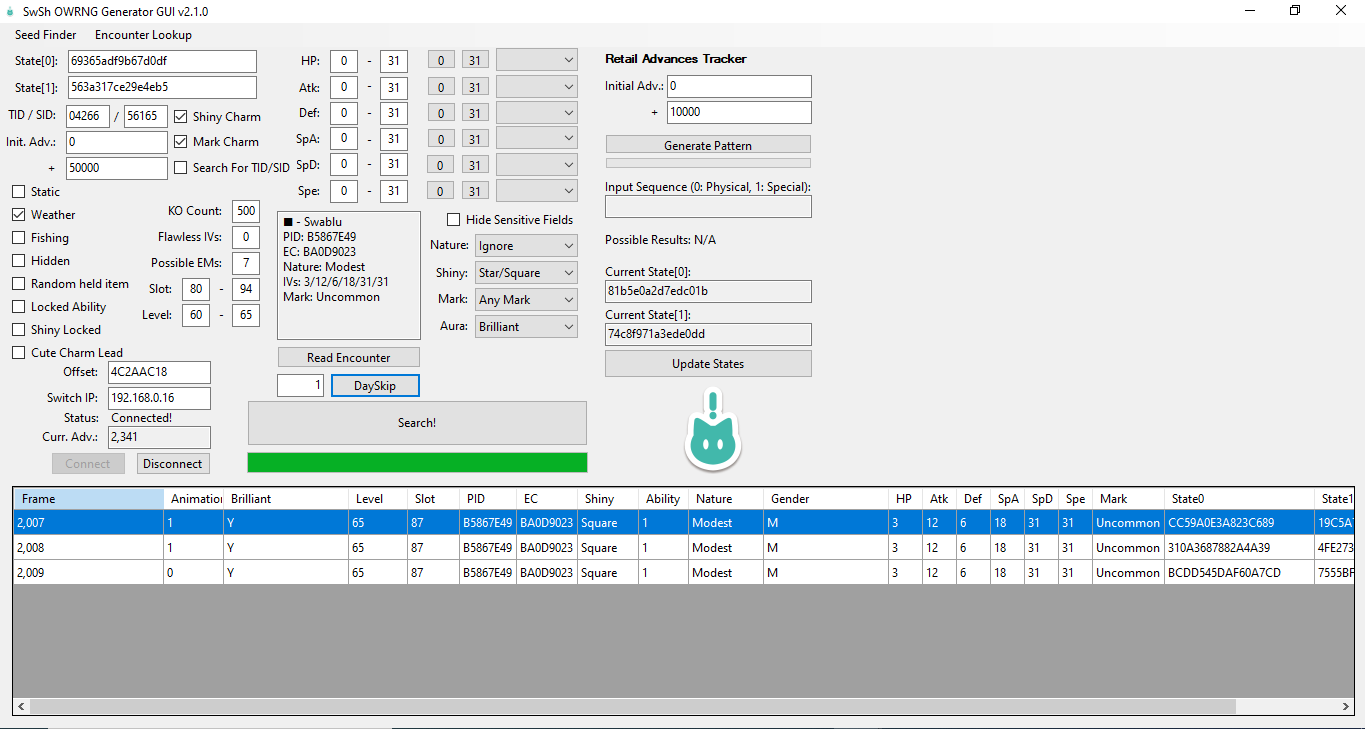 SwSh OWRNG Generator GUI v2.1.0
Seed Finder Encounter Lookup
State[0]: 69365adf9b67d0df
State[1]: 563a317ce29e4eb5
TID / SID: 04266 / 56165 Shiny Charm
Init. Adv.: 0 Mark Charm
+ 50000 Search For TID/SID
Static
Weather
Fishing
Hidden
Random held item
Locked Ability
Shiny Locked
Cute Charm Lead
KO Count: 500
Flawless IVs: 0
Possible EMs: 7
Slot: 80 - 94
Level: 60 - 65
Offset: 4C2AAC18
Switch IP: 192.168.0.16
Status: Connected!
Curr. Adv.: 2,341
Connect Disconnect
HP: 0 - 31 0 31
Atk: 0 - 31 0 31
Def: 0 - 31 0 31
SpA: 0 - 31 0 31
SpD: 0 - 31 0 31
Spe: 0 - 31 0 31
■ - Swablu
PID: B5867E49
EC: BA0D9023
Nature: Modest
IVs: 3/12/6/18/31/31
Mark: Uncommon
Read Encounter
1 DaySkip
Search!
Hide Sensitive Fields
Nature: Ignore
Shiny: Star/Square
Mark: Any Mark
Aura: Brilliant
Retail Advances Tracker
Initial Adv.: 0
+ 10000
Generate Pattern
Input Sequence (0: Physical, 1: Special):
Possible Results: N/A
Current State[0]:
81b5e0a2d7edc01b
Current State[1]:
74c8f971a3ede0dd
Update States
Frame Animation Brilliant Level Slot PID EC Shiny Ability Nature Gender HP Atk Def SpA SpD Spe Mark State0 State1
2,007 1 Y 65 87 B5867E49 BA0D9023 Square 1 Modest M 3 12 6 18 31 31 Uncommon CC59A0E3A823C689 19C5A
2,008 1 Y 65 87 B5867E49 BA0D9023 Square 1 Modest M 3 12 6 18 31 31 Uncommon 310A3687882A4A39 4FE273
2,009 0 Y 65 87 B5867E49 BA0D9023 Square 1 Modest M 3 12 6 18 31 31 Uncommon BCDD545DAF60A7CD 7555BF